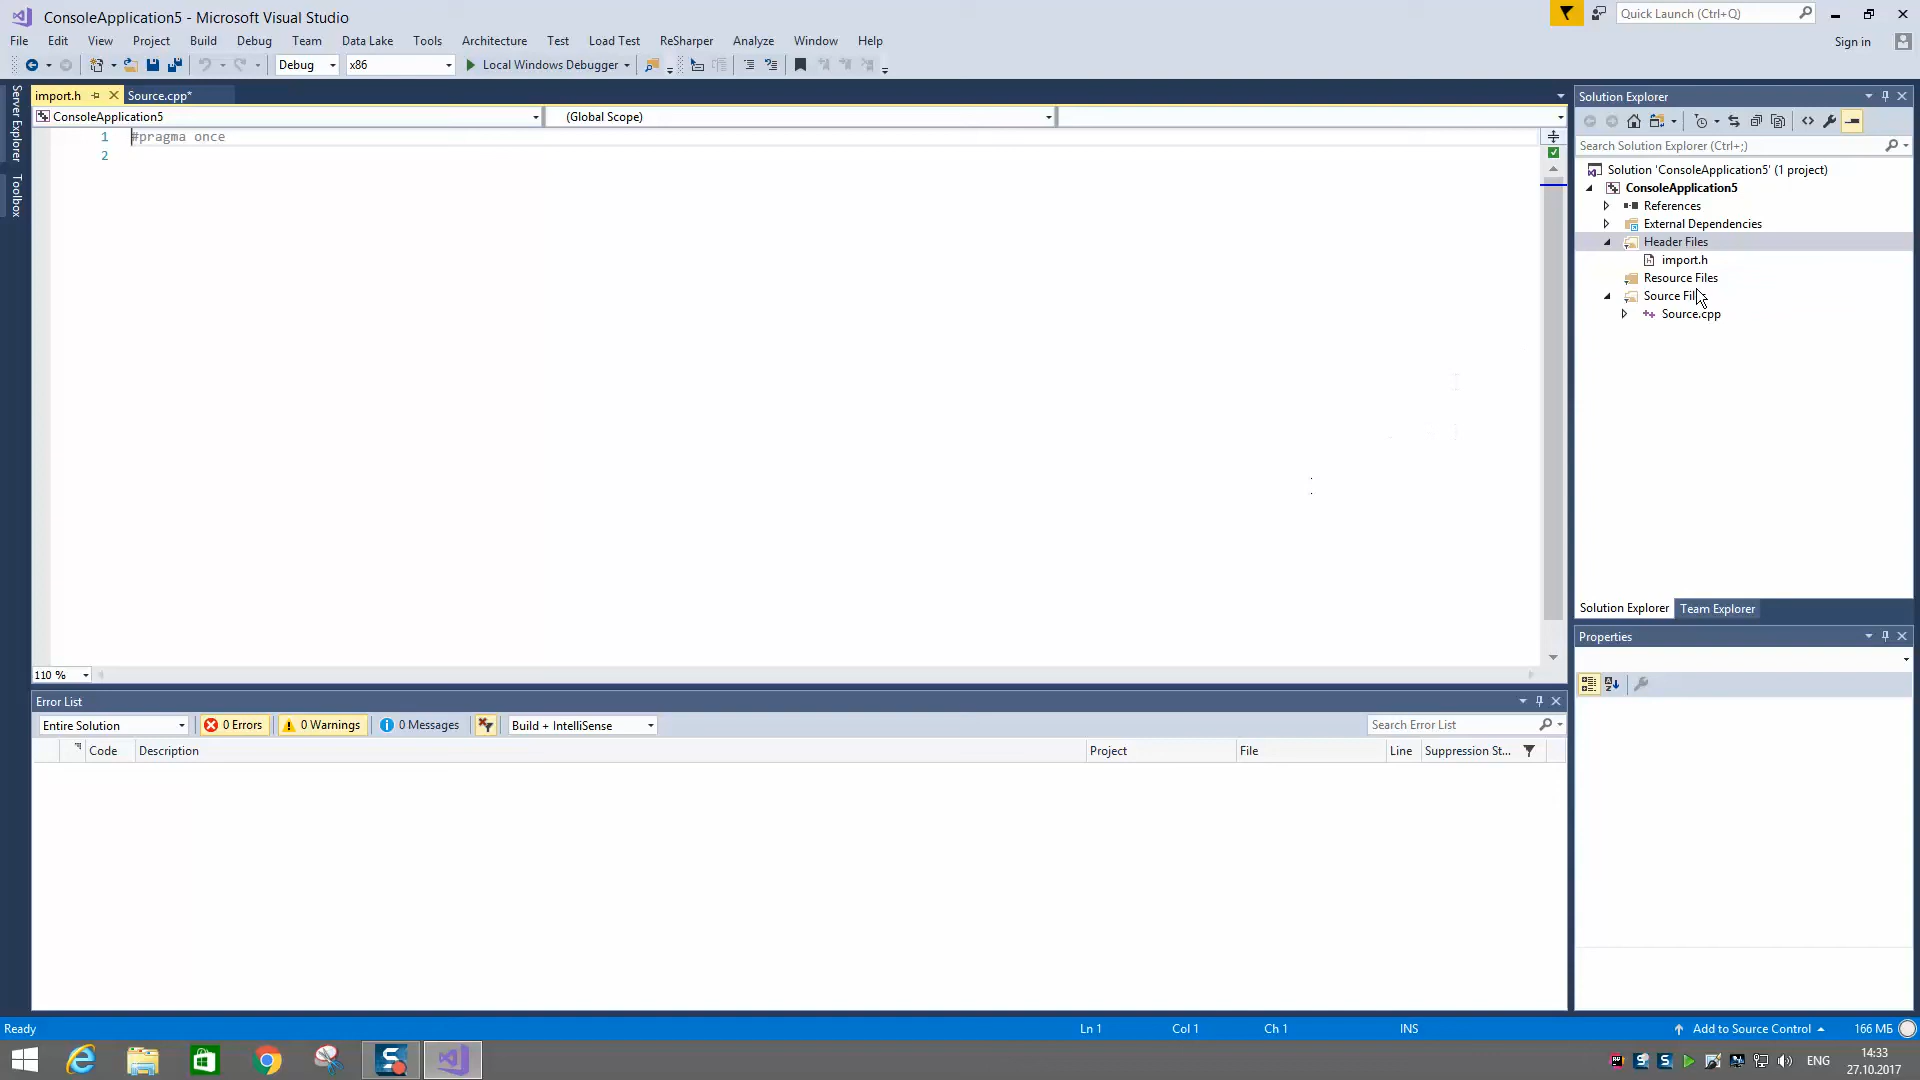 ConsoleApplication5 - Microsoft Visual Studio
Quick Launch (Ctrl+Q)
File Edit View Project Build Debug Team Data Lake Tools Architecture Test Load Test ReSharper Analyze Window Help
Sign in
Debug x86 Local Windows Debugger
Server Explorer
Toolbox
import.h Source.cpp*
ConsoleApplication5 (Global Scope)
1 #pragma once
2
110 %
Solution Explorer
Search Solution Explorer (Ctrl+;)
Solution 'ConsoleApplication5' (1 project)
ConsoleApplication5
References
External Dependencies
Header Files
import.h
Resource Files
Source
Source.cpp
Solution Explorer Team Explorer
Properties
Error List
Entire Solution 0 Errors 0 Warnings 0 Messages Build + IntelliSense Search Error List
Code Description Project File Line Suppression St...
Ready Ln 1 Col 1 Ch 1 INS Add to Source Control 166 МБ
ENG
14:33
27.10.2017